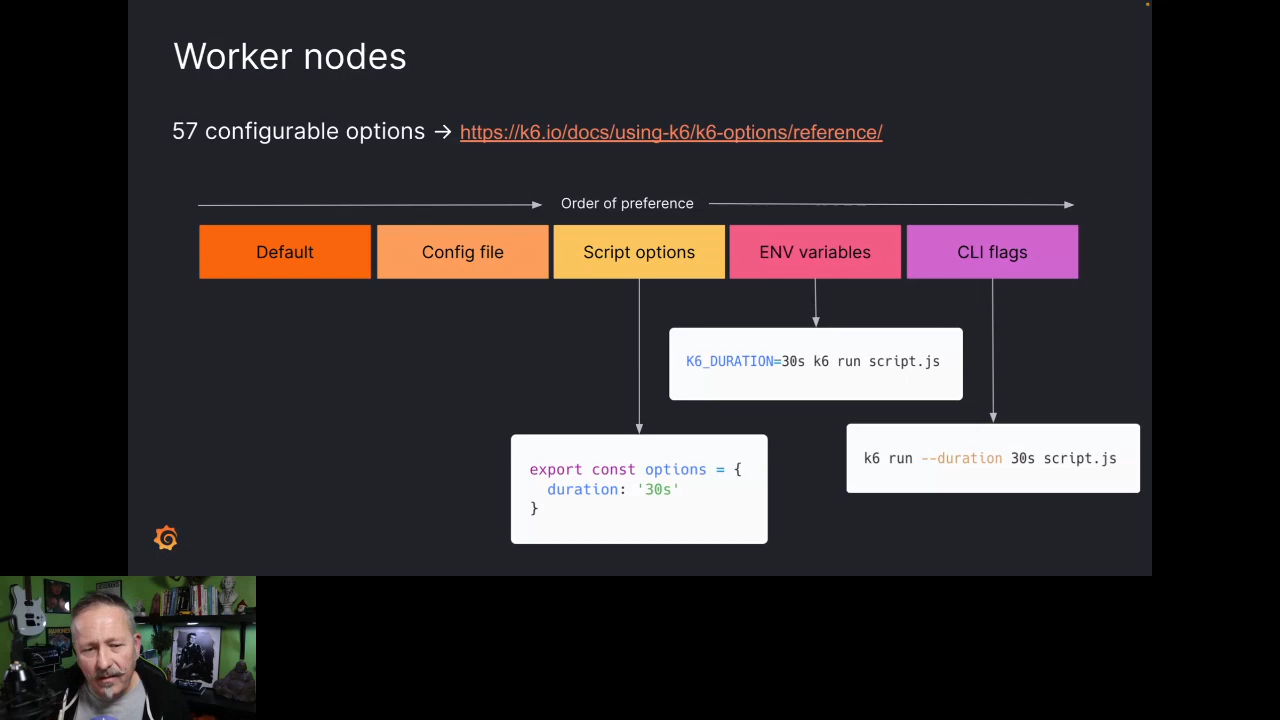 Worker nodes
57 configurable options → https://k6.io/docs/using-k6/k6-options/reference/
Order of preference
Default
Config file
Script options
ENV variables
CLI flags
K6_DURATION=30s k6 run script.js
k6 run --duration 30s script.js
export const options = {
duration: '30s'
}
RAMONES